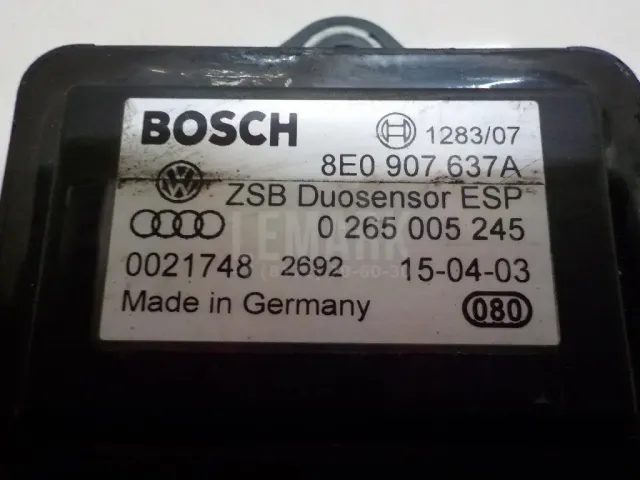 BOSCH 1283/07
8E0 907 637A
ZSB Duosensor ESP
0 265 005 245
LEMARK
0021748 2692 15-04-03
Made in Germany 080